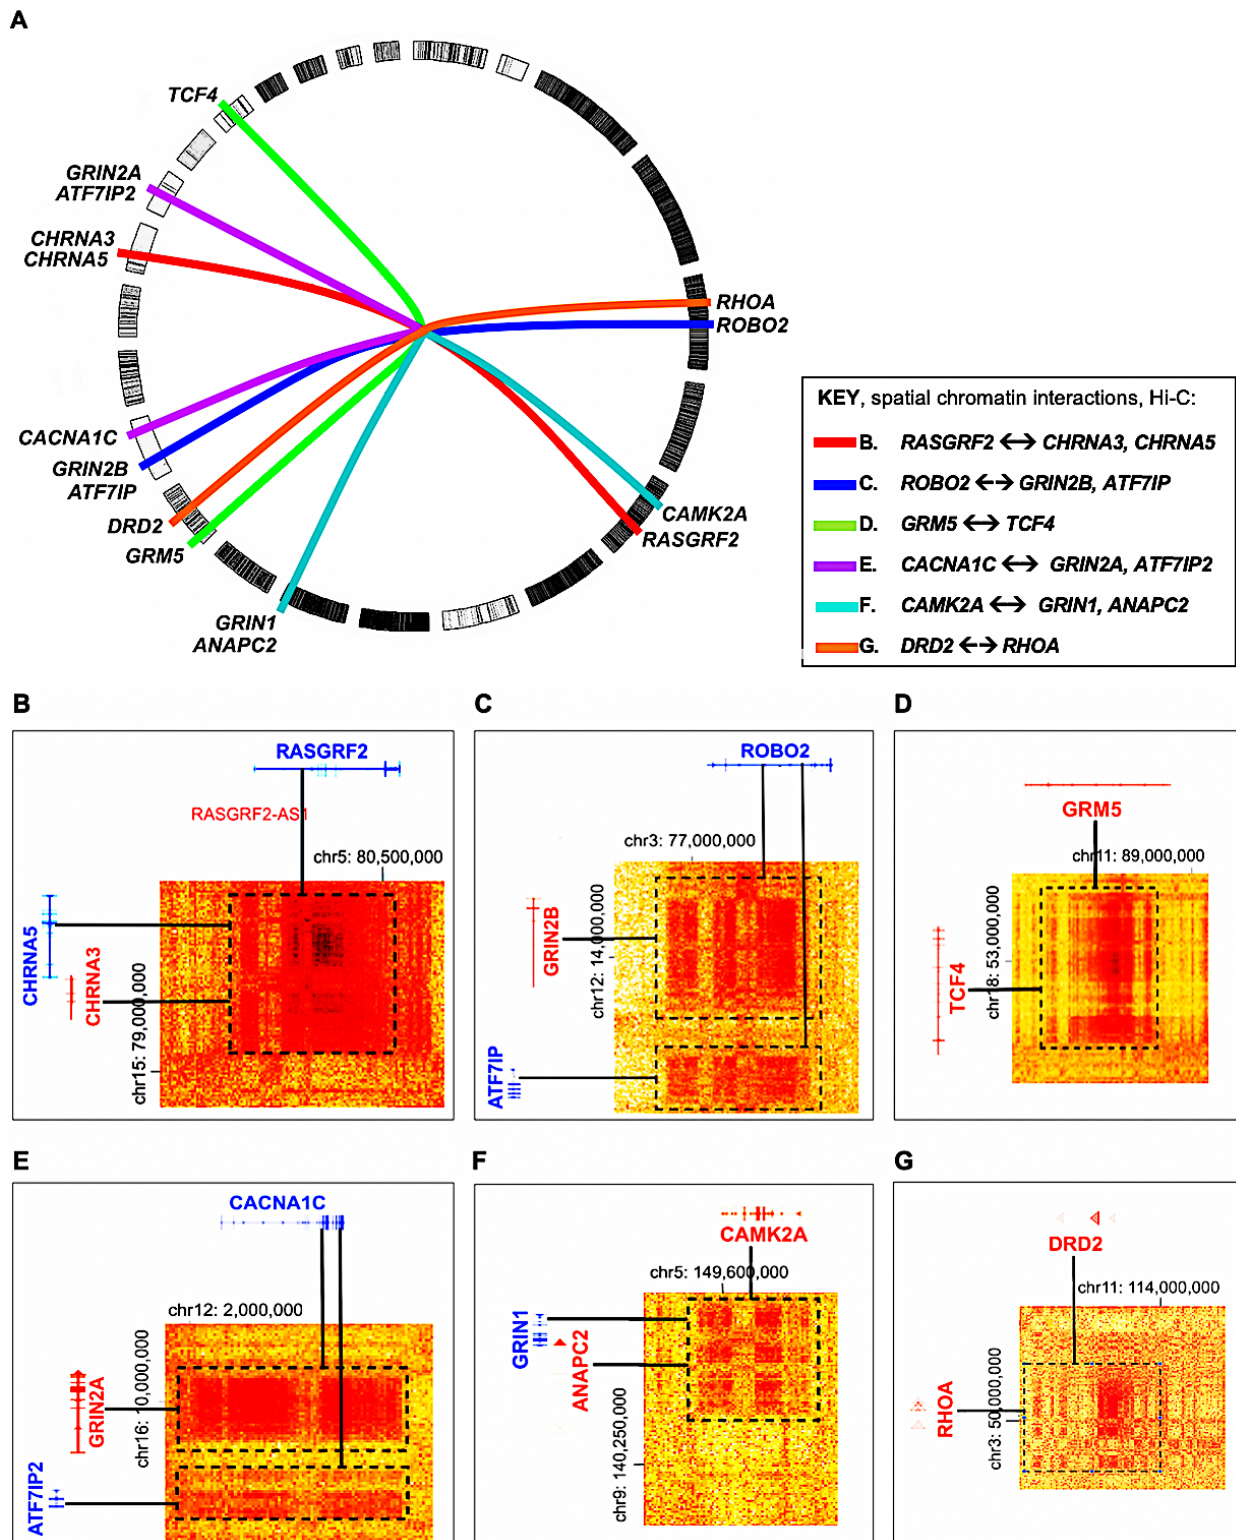 A
TCF4
GRIN2A
ATF7IP2
CHRNA3
CHRNA5
RHOA
ROBO2
CACNA1C
GRIN2B
ATF7IP
DRD2
GRM5
CAMK2A
RASGRF2
GRIN1
ANAPC2
KEY, spatial chromatin interactions, Hi-C:
B. RASGRF2 ↔ CHRNA3, CHRNA5
C. ROBO2 ↔ GRIN2B, ATF7IP
D. GRM5 ↔ TCF4
E. CACNA1C ↔ GRIN2A, ATF7IP2
F. CAMK2A ↔ GRIN1, ANAPC2
G. DRD2 ↔ RHOA
B
RASGRF2
RASGRF2-AS1
chr5: 80,500,000
CHRNA5
CHRNA3
chr15: 79,000,000
C
ROBO2
chr3: 77,000,000
GRIN2B
chr12: 14,000,000
ATF7IP
D
GRM5
chr11: 89,000,000
TCF4
chr18: 53,000,000
E
CACNA1C
chr12: 2,000,000
GRIN2A
chr16: 10,000,000
ATF7IP2
F
CAMK2A
chr5: 149,600,000
GRIN1
ANAPC2
chr9: 140,250,000
G
DRD2
chr11: 114,000,000
RHOA
chr3: 50,000,000